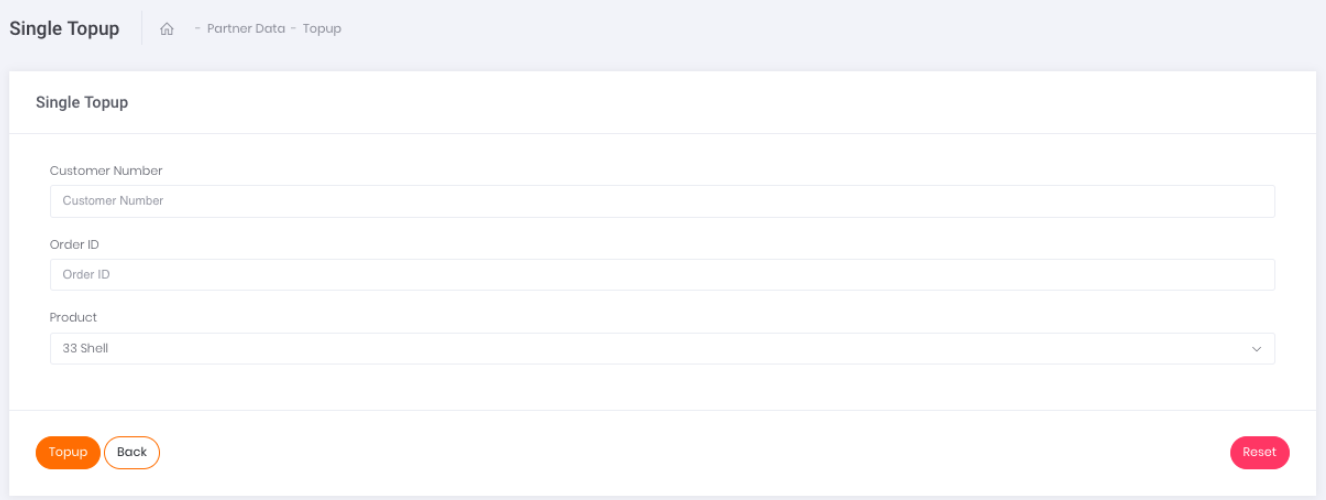 Single Topup - Partner Data - Topup
Single Topup
Customer Number
Customer Number
Order ID
Order ID
Product
33 Shell
Topup Back Reset